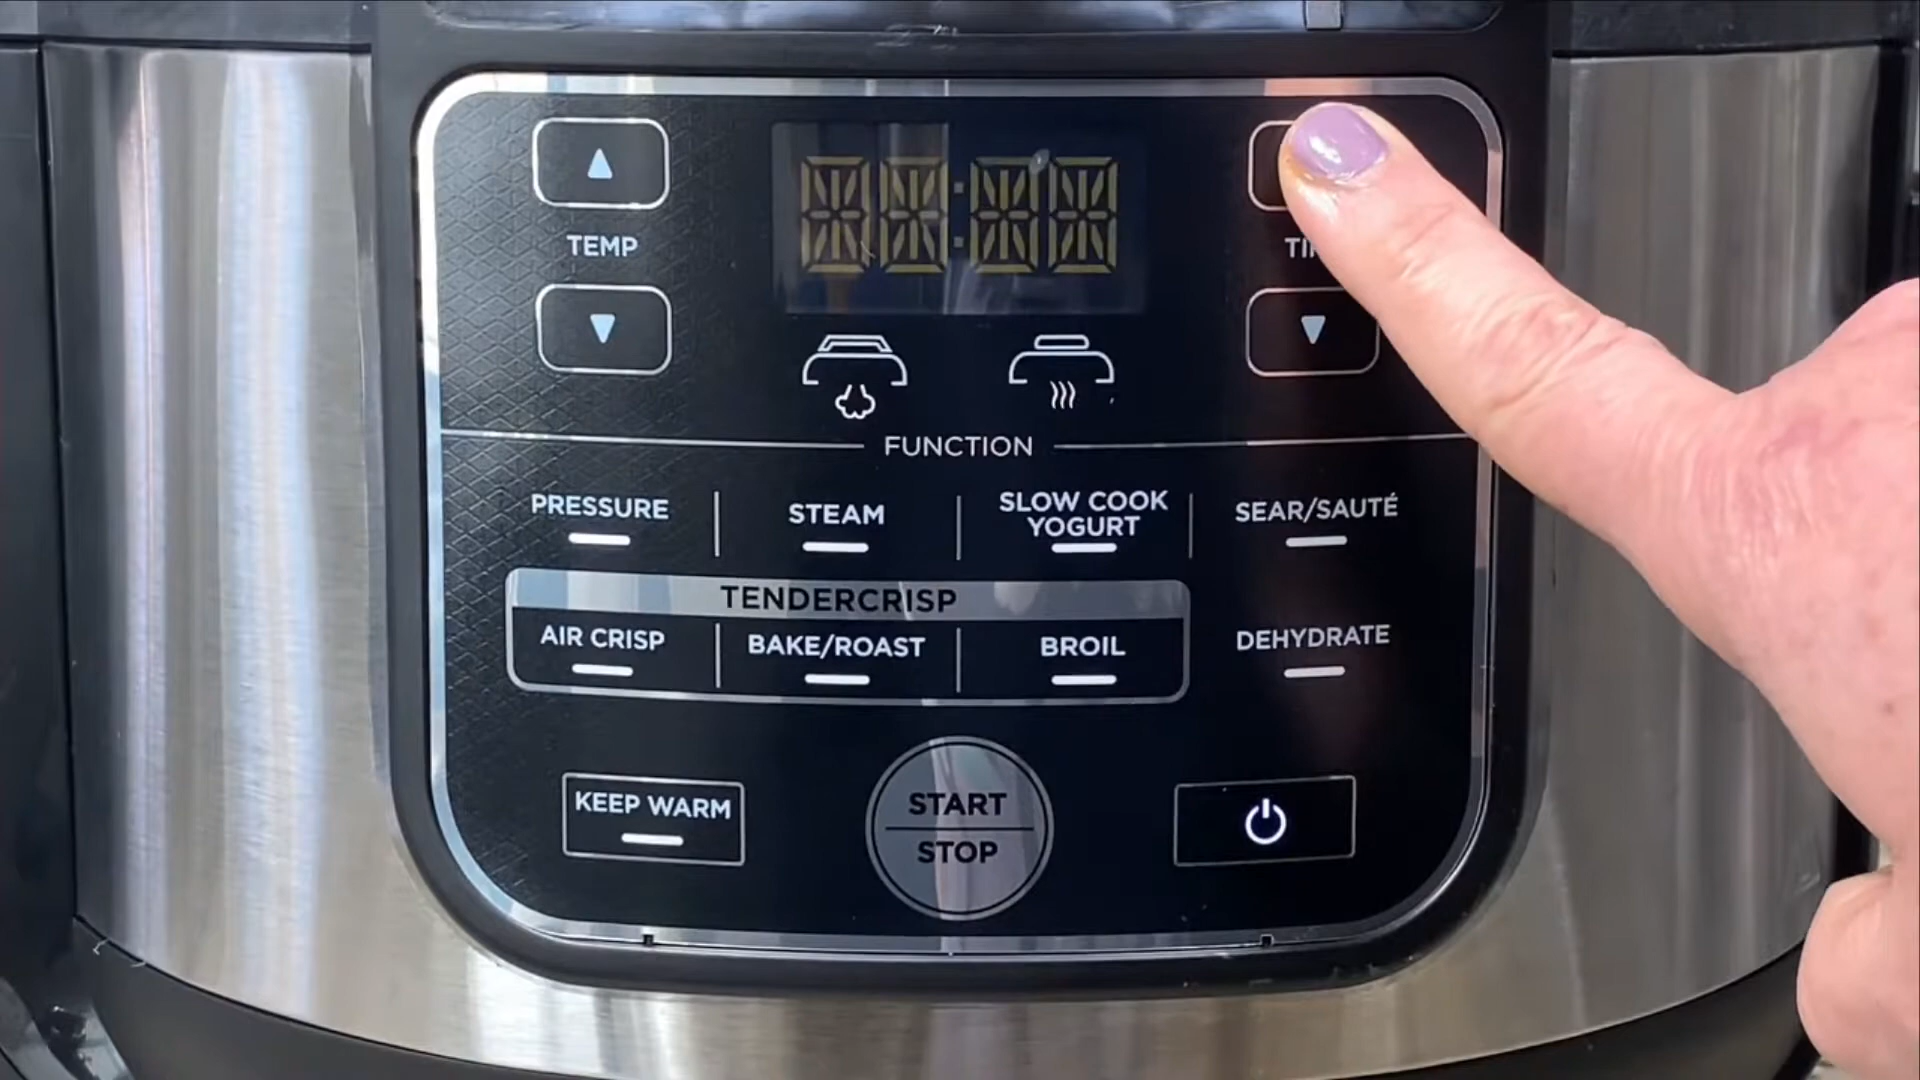 TEMP
TI
FUNCTION
PRESSURE
STEAM
SLOW COOK
YOGURT
SEAR/SAUTÉ
TENDERCRISP
AIR CRISP
BAKE/ROAST
BROIL
DEHYDRATE
KEEP WARM
START
STOP